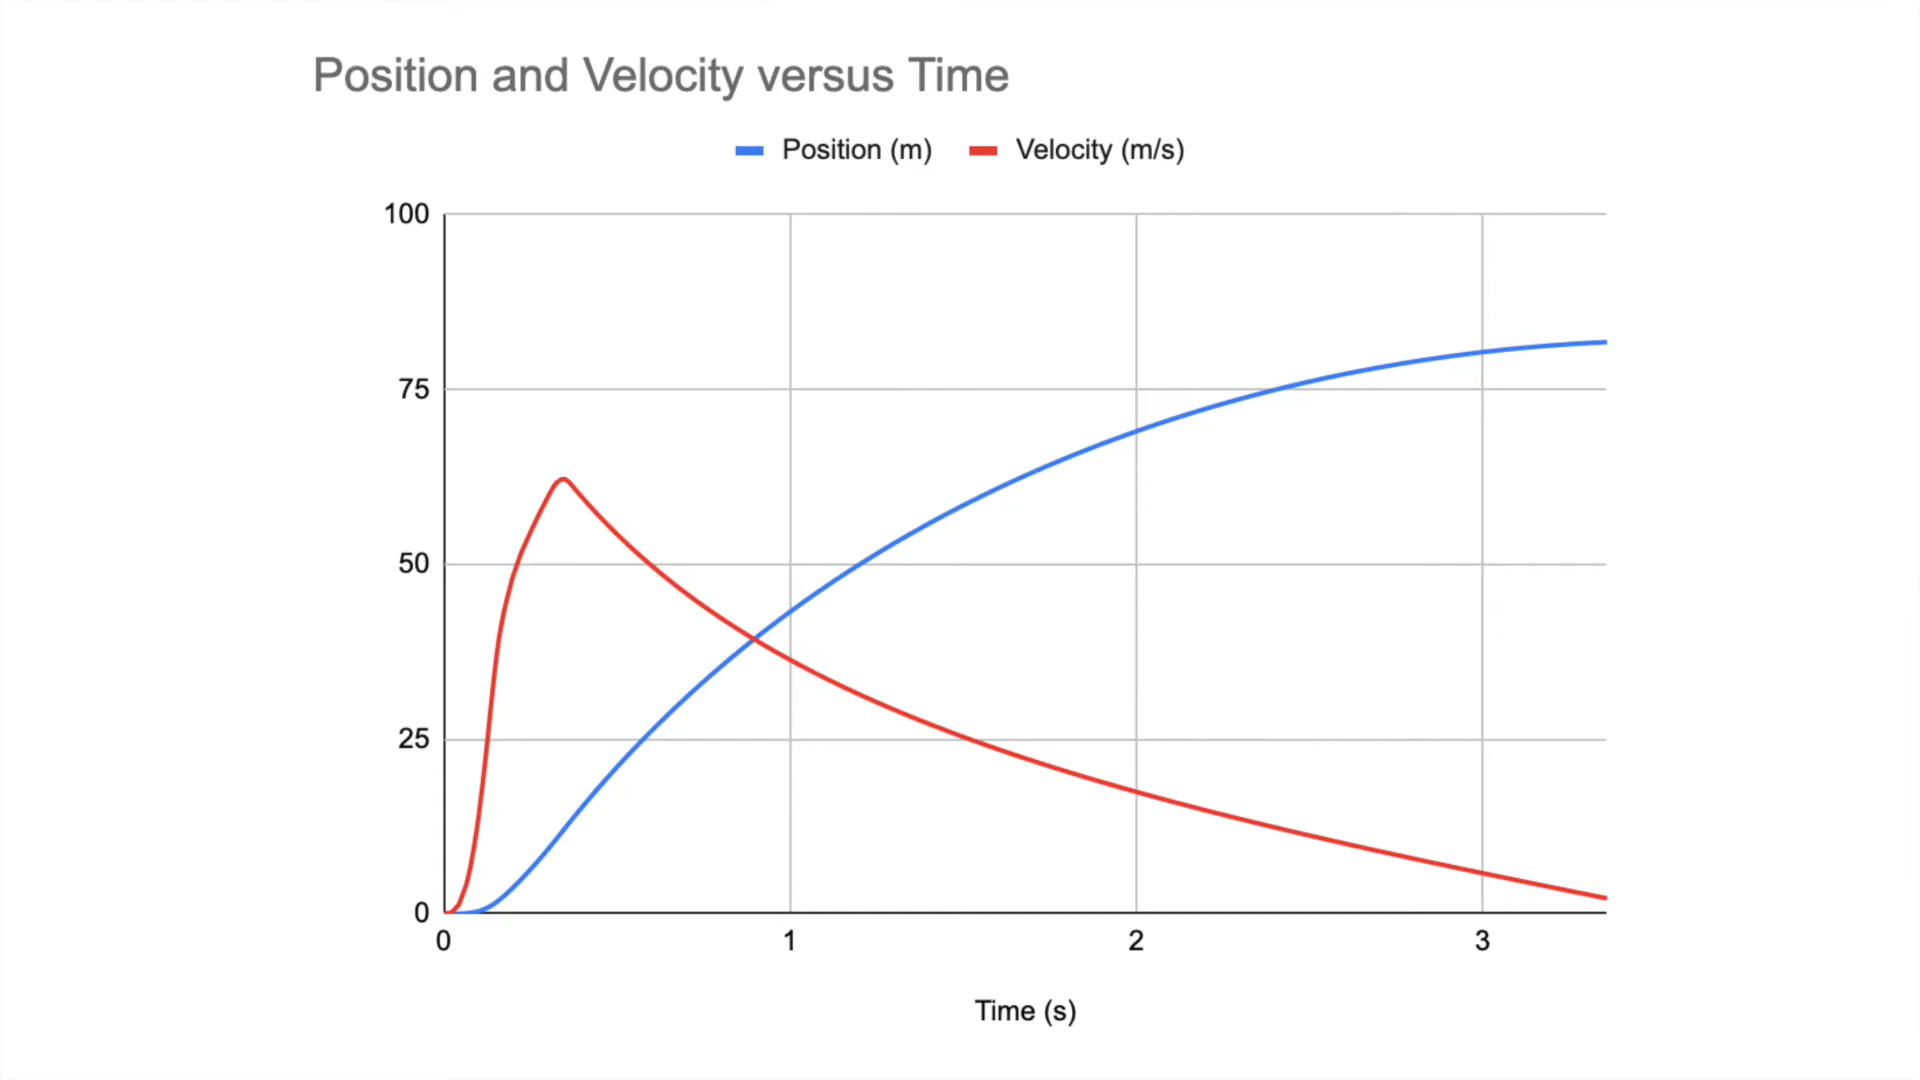 Position and Velocity versus Time
Position (m) Velocity (m/s)
100
75
50
25
0
0 1 2 3
Time (s)